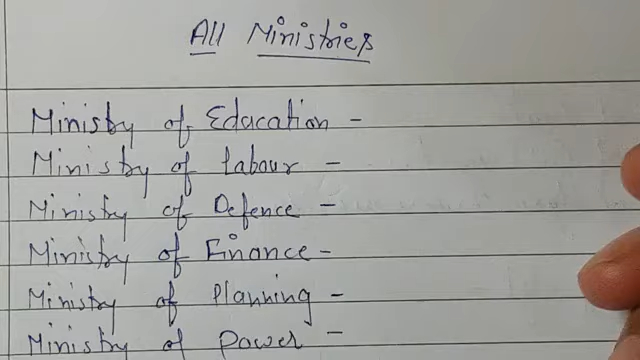 All Ministries
Ministry of Education -
Ministry of Labour -
Ministry of Defence -
Ministry of Finance -
Ministry of Planning -
Ministry of Power -